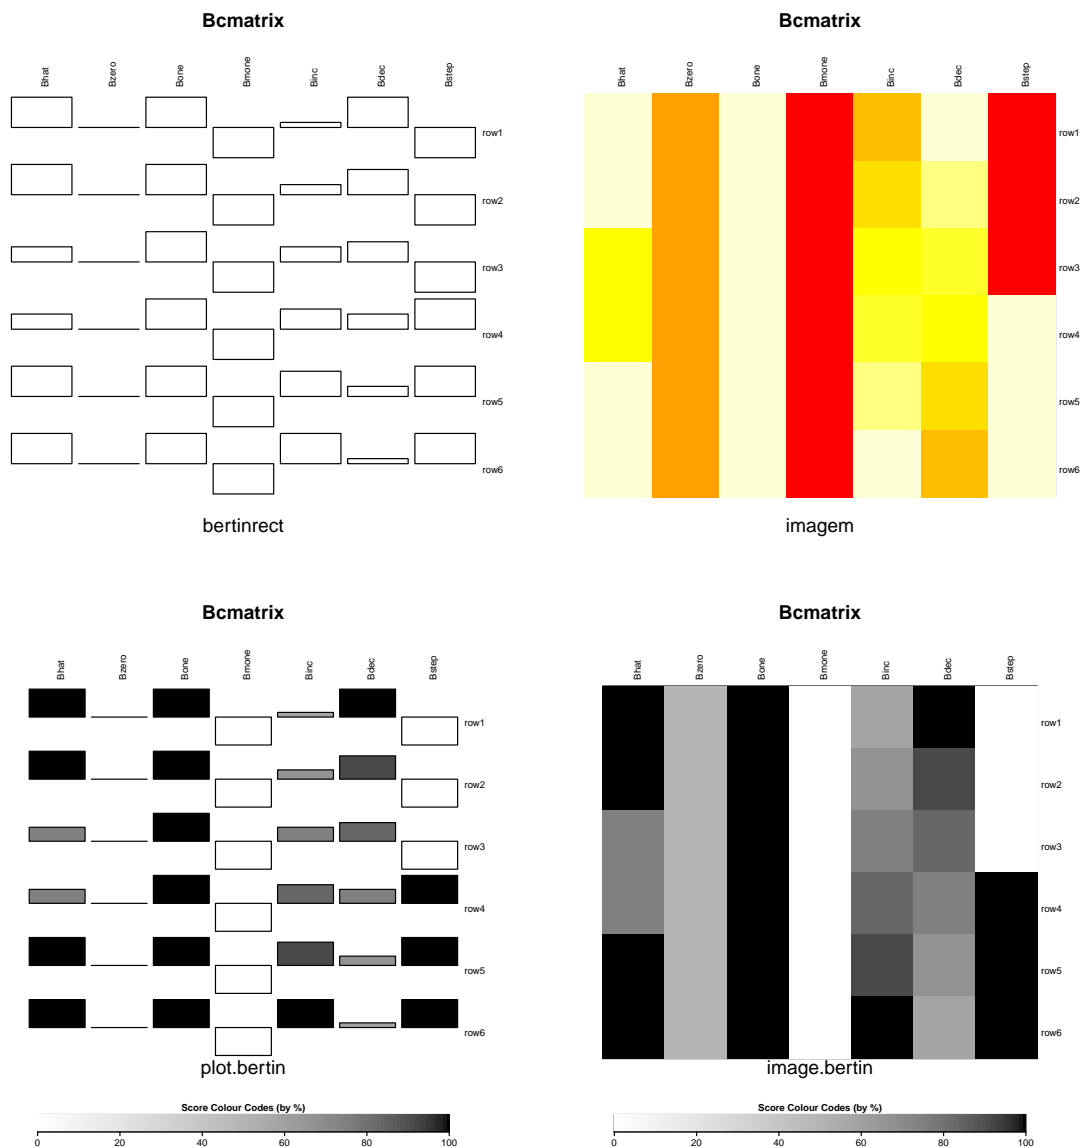 Bcmatrix
Bhat Bzero Bone Bmone Binc Bdec Bstep
row1
row2
row3
row4
row5
row6
bertinrect
Bcmatrix
Bhat Bzero Bone Bmone Binc Bdec Bstep
row1
row2
row3
row4
row5
row6
imagem
Bcmatrix
Bhat Bzero Bone Bmone Binc Bdec Bstep
row1
row2
row3
row4
row5
row6
plot.bertin
Score Colour Codes (by %)
0 20 40 60 80 100
Bcmatrix
Bhat Bzero Bone Bmone Binc Bdec Bstep
row1
row2
row3
row4
row5
row6
image.bertin
Score Colour Codes (by %)
0 20 40 60 80 100